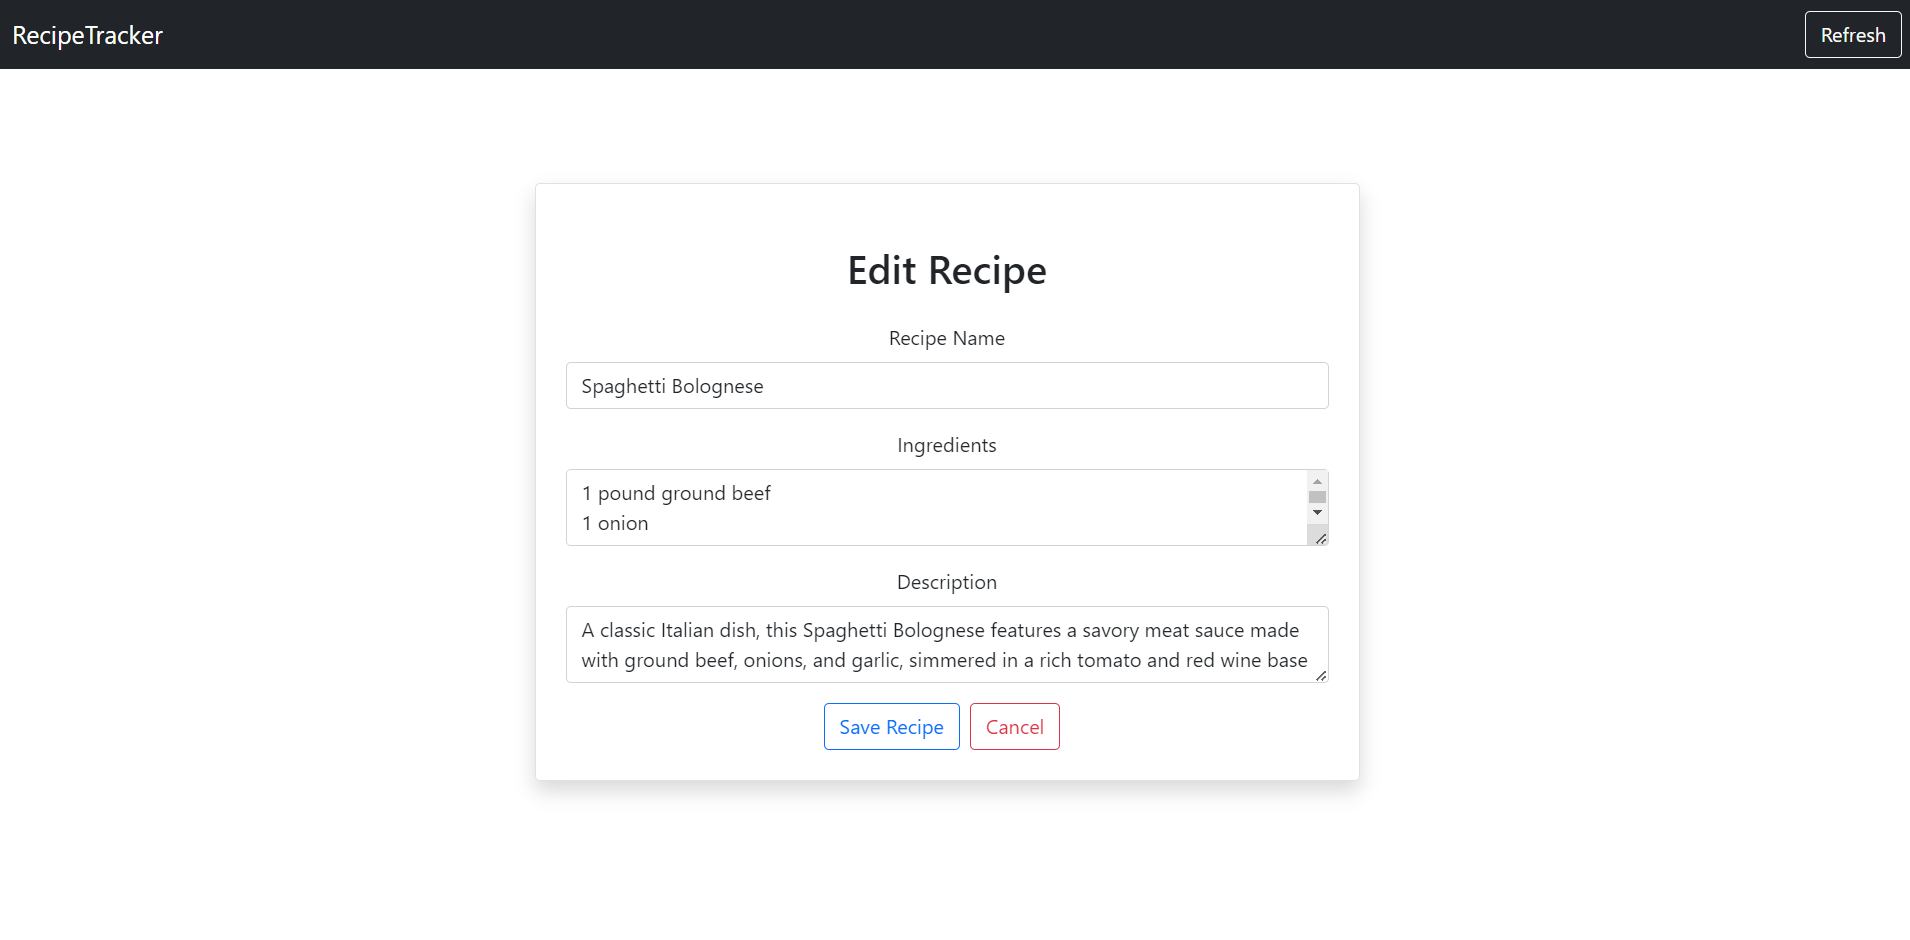 RecipeTracker
Refresh
Edit Recipe
Recipe Name
Spaghetti Bolognese
Ingredients
1 pound ground beef
1 onion
Description
A classic Italian dish, this Spaghetti Bolognese features a savory meat sauce made
with ground beef, onions, and garlic, simmered in a rich tomato and red wine base
Save Recipe
Cancel